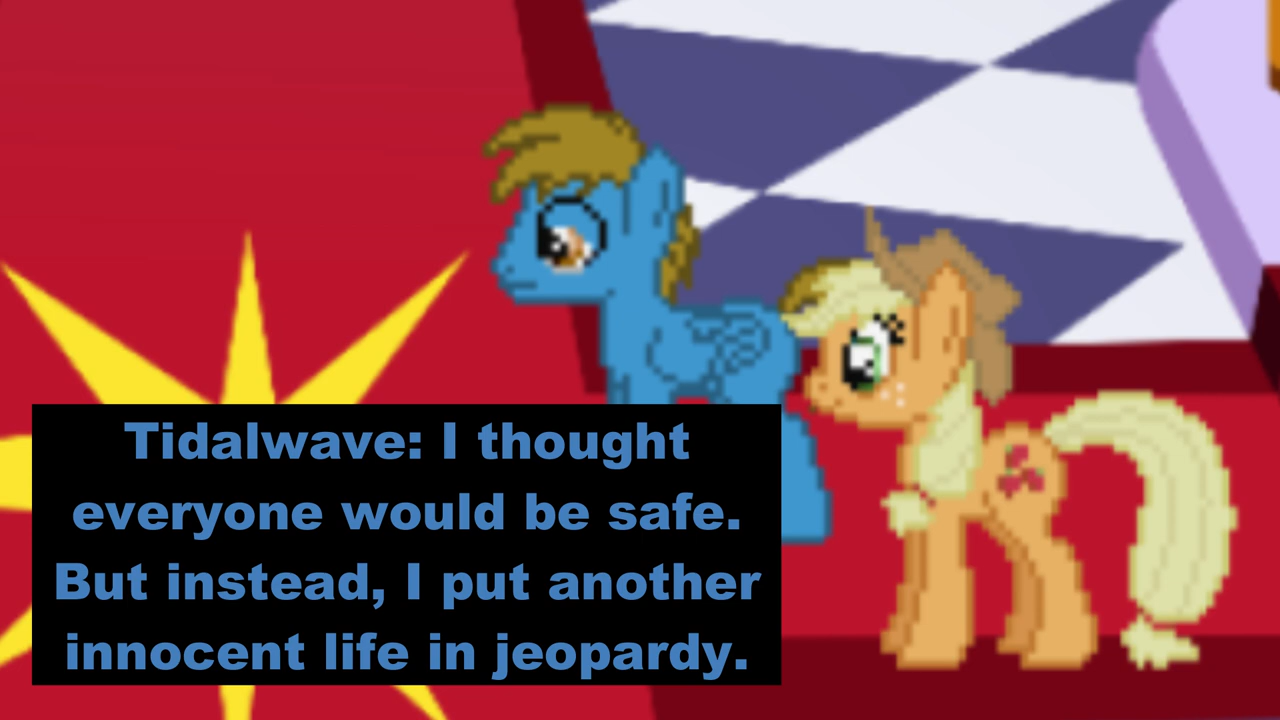 Tidalwave: I thought
everyone would be safe.
But instead, I put another
innocent life in jeopardy.